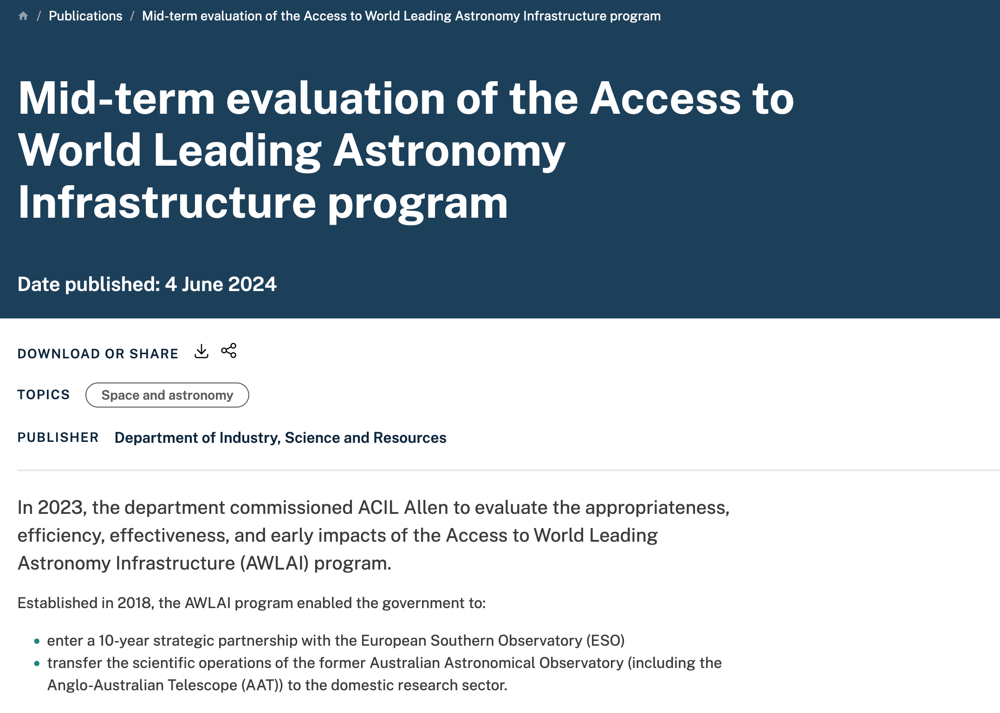 / Publications / Mid-term evaluation of the Access to World Leading Astronomy Infrastructure program
Mid-term evaluation of the Access to
World Leading Astronomy
Infrastructure program
Date published: 4 June 2024
DOWNLOAD OR SHARE
TOPICS Space and astronomy
PUBLISHER Department of Industry, Science and Resources
In 2023, the department commissioned ACIL Allen to evaluate the appropriateness,
efficiency, effectiveness, and early impacts of the Access to World Leading
Astronomy Infrastructure (AWLAI) program.
Established in 2018, the AWLAI program enabled the government to:
• enter a 10-year strategic partnership with the European Southern Observatory (ESO)
• transfer the scientific operations of the former Australian Astronomical Observatory (including the
Anglo-Australian Telescope (AAT)) to the domestic research sector.